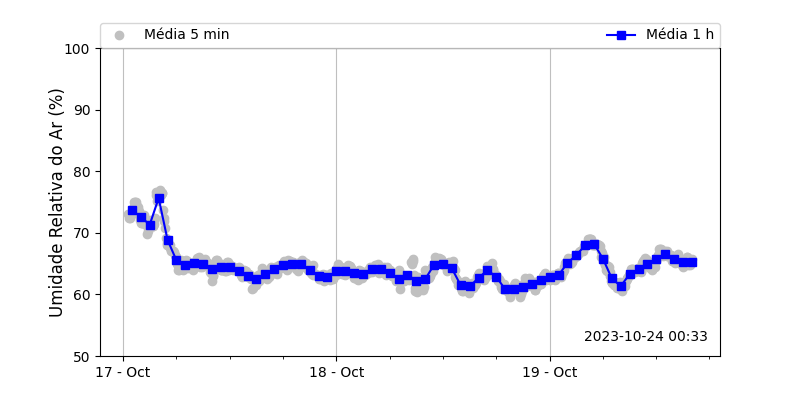 Média 5 min
Média 1 h
100
90
80
70
60
50
Umidade Relativa do Ar (%)
2023-10-24 00:33
17 - Oct
18 - Oct
19 - Oct